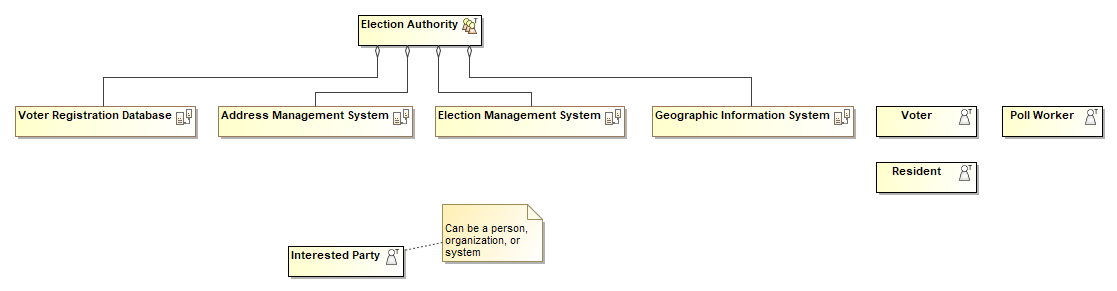 Election Authority
Voter Registration Database
Address Management System
Election Management System
Geographic Information System
Voter
Poll Worker
Resident
Can be a person,
organization, or
system
Interested Party